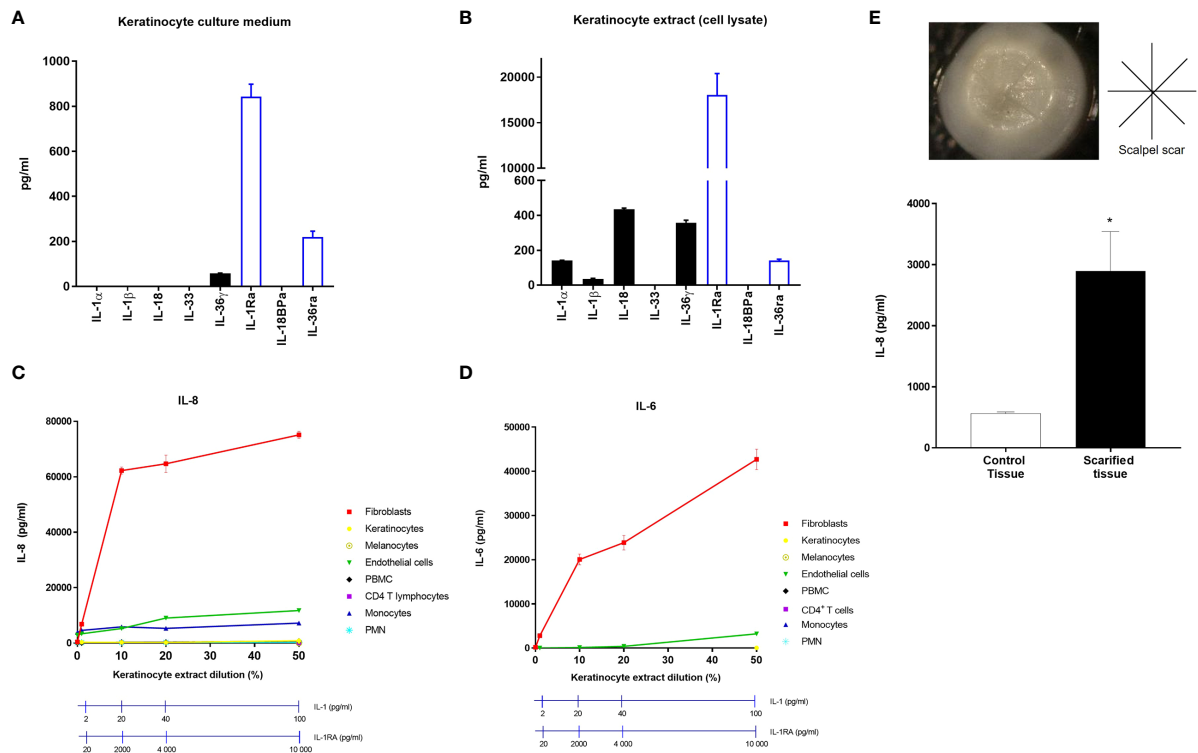 A
Keratinocyte culture medium
pg/ml
1000
800
600
400
200
0
IL-1α
IL-1β
IL-18
IL-33
IL-36γ
IL-1Ra
IL-18BPa
IL-36ra
B
Keratinocyte extract (cell lysate)
pg/ml
20000
15000
10000
600
400
200
0
IL-1α
IL-1β
IL-18
IL-33
IL-36γ
IL-1Ra
IL-18BPa
IL-36ra
E
Scalpel scar
IL-8 (pg/ml)
4000
3000
2000
1000
0
*
Control
Tissue
Scarified
tissue
C
IL-8
IL-8 (pg/ml)
80000
60000
40000
20000
0
0 10 20 30 40 50
Keratinocyte extract dilution (%)
Fibroblasts
Keratinocytes
Melanocytes
Endothelial cells
PBMC
CD4 T lymphocytes
Monocytes
PMN
2 20 40 100
IL-1 (pg/ml)
20 2000 4 000 10 000
IL-1RA (pg/ml)
D
IL-6
IL-6 (pg/ml)
50000
40000
30000
20000
10000
0
0 10 20 30 40 50
Keratinocyte extract dilution (%)
Fibroblasts
Keratinocytes
Melanocytes
Endothelial cells
PBMC
CD4⁺ T cells
Monocytes
PMN
2 20 40 100
IL-1 (pg/ml)
20 2000 4 000 10 000
IL-1RA (pg/ml)